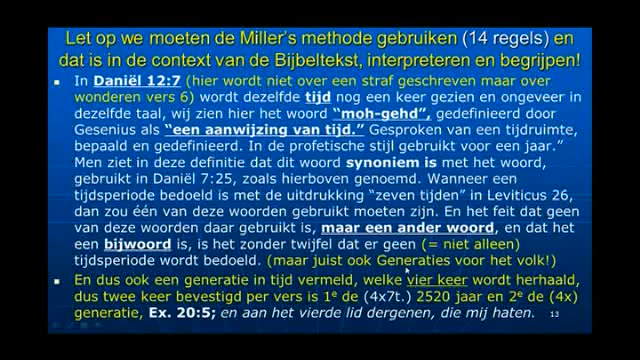 Let op we moeten de Miller's methode gebruiken (14 regels) en
dat is in de context van de Bijbeltekst, interpreteren en begrijpen!
▪ In Daniël 12:7 (hier wordt niet over een straf geschreven maar over
wonderen vers 6) wordt dezelfde tijd nog een keer gezien en ongeveer in
dezelfde taal, wij zien hier het woord "moh-gehd", gedefinieerd door
Gesenius als "een aanwijzing van tijd." Gesproken van een tijdruimte,
bepaald en gedefinieerd. In de profetische stijl gebruikt voor een jaar."
Men ziet in deze definitie dat dit woord synoniem is met het woord,
gebruikt in Daniël 7:25, zoals hierboven genoemd. Wanneer een
tijdsperiode bedoeld is met de uitdrukking "zeven tijden" in Leviticus 26,
dan zou één van deze woorden gebruikt moeten zijn. En het feit dat geen
van deze woorden daar gebruikt is, maar een ander woord, en dat het
een bijwoord is, is het zonder twijfel dat er geen (= niet alleen)
tijdsperiode wordt bedoeld. (maar juist ook Generaties voor het volk!)
▪ En dus ook een generatie in tijd vermeld, welke vier keer wordt herhaald,
dus twee keer bevestigd per vers is 1e de (4x7t.) 2520 jaar en 2e de (4x)
generatie, Ex. 20:5; en aan het vierde lid dergenen, die mij haten.
13